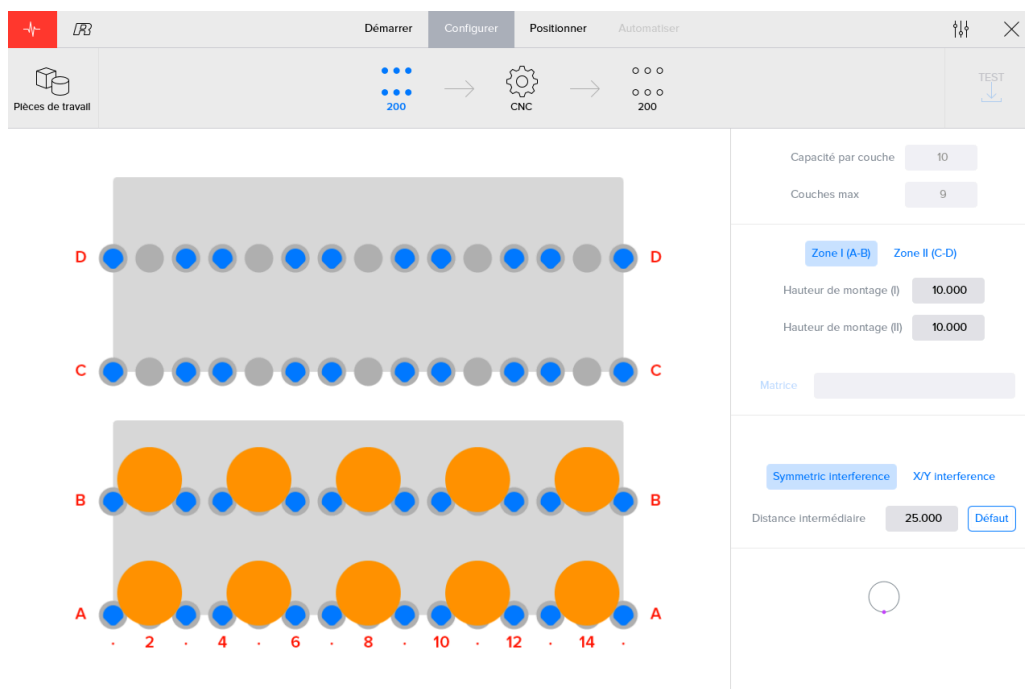 Démarrer
Configurer
Positionner
Automatiser
Pièces de travail
200
CNC
200
TEST
Capacité par couche 10
Couches max 9
Zone I (A-B) Zone II (C-D)
Hauteur de montage (I) 10.000
Hauteur de montage (II) 10.000
Matrice
Symmetric interference X/Y interference
Distance intermédiaire 25.000 Défaut
D D
C C
B B
A A
· 2 · 4 · 6 · 8 · 10 · 12 · 14 ·